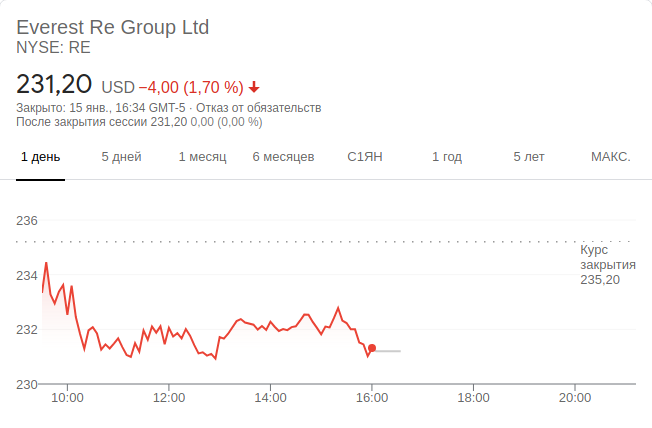 Everest Re Group Ltd
NYSE: RE
231,20 USD −4,00 (1,70 %)
Закрыто: 15 янв., 16:34 GMT-5 · Отказ от обязательств
После закрытия сессии 231,20 0,00 (0,00 %)
1 день 5 дней 1 месяц 6 месяцев С1ЯН 1 год 5 лет МАКС.
236
Курс
закрытия
235,20
234
232
230
10:00 12:00 14:00 16:00 18:00 20:00